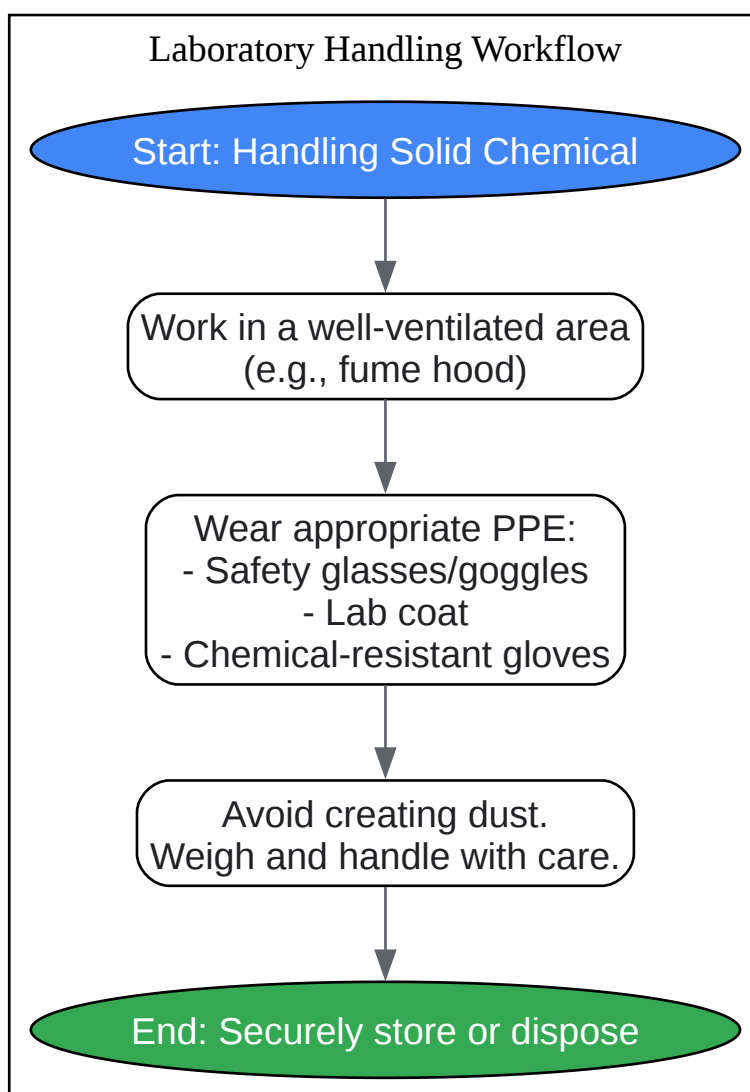 Laboratory Handling Workflow
Start: Handling Solid Chemical
Work in a well-ventilated area
(e.g., fume hood)
Wear appropriate PPE:
- Safety glasses/goggles
- Lab coat
- Chemical-resistant gloves
Avoid creating dust.
Weigh and handle with care.
End: Securely store or dispose